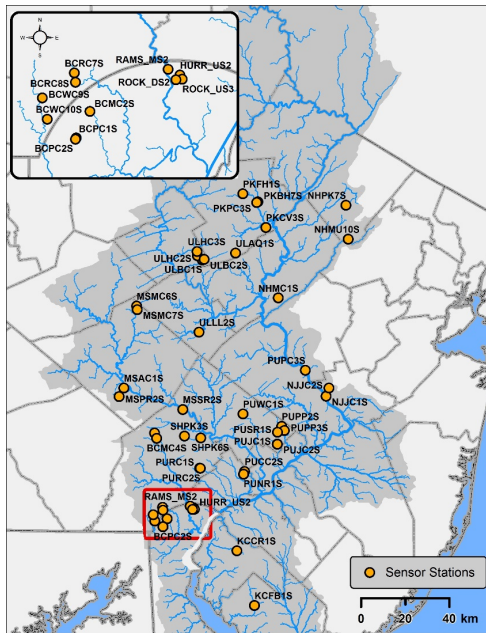 RAMS_MS2
HURR_US2
BCRC7S
BCRC8S
ROCK_DS2
ROCK_US3
BCWC9S
BCMC2S
BCWC10S
BCPC1S
BCPC2S
N
W
E
S
PKFH1S
PKBH7S
PKPC3S
NHPK7S
PKCV3S
NHMU10S
ULHC3S
ULAQ1S
ULHC2S
ULBC2S
ULBC1S
NHMC1S
MSMC6S
MSMC7S
ULLL2S
PUPC3S
MSAC1S
NJJC2S
MSPR2S
NJJC1S
MSSR2S
PUWC1S
PUPP2S
SHPK3S
PUSR1S
PUPP3S
BCMC4S
SHPK6S
PUJC1S
PUJC2S
PURC1S
PUCC2S
PURC2S
PUNR1S
RAMS_MS2
HURR_US2
BCPC2S
KCCR1S
Sensor Stations
KCFB1S
0
20
40 km